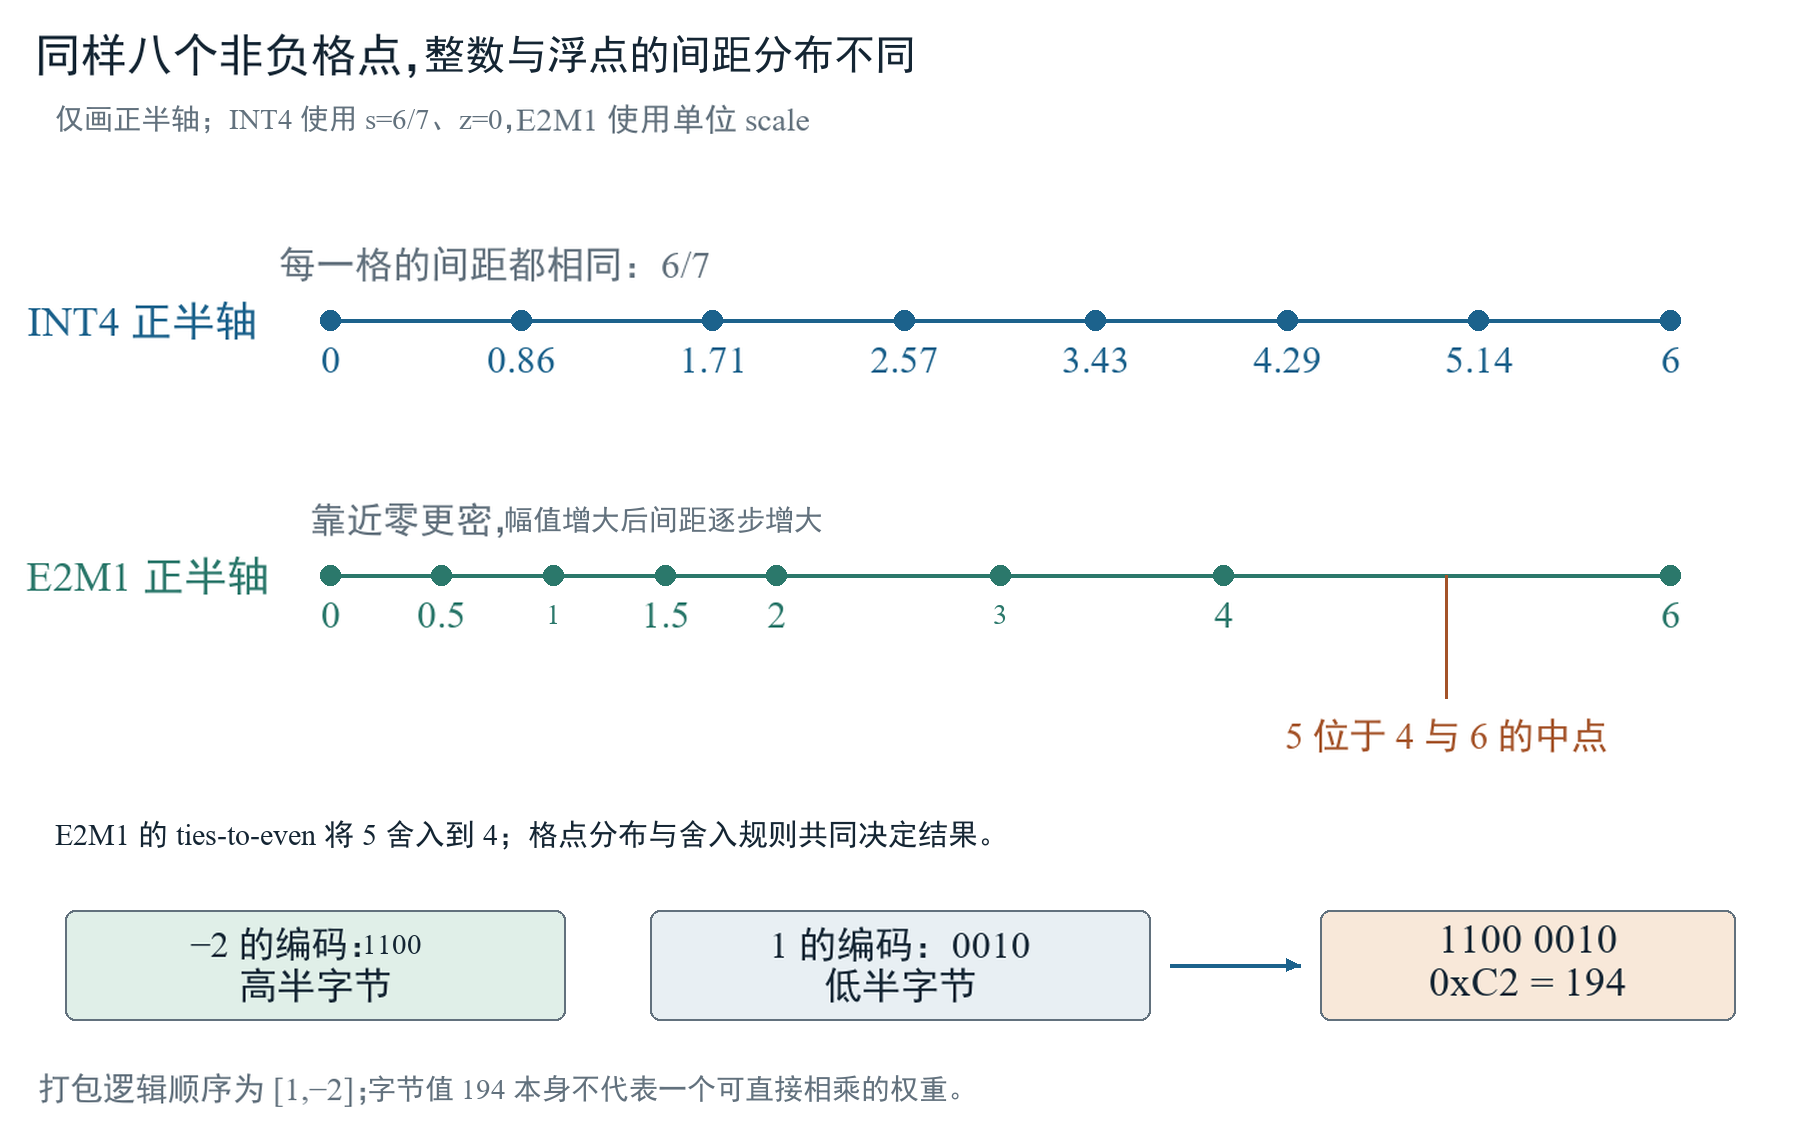 同样八个非负格点,整数与浮点的间距分布不同
仅画正半轴；INT4 使用 s=6/7、z=0,E2M1 使用单位 scale
每一格的间距都相同：6/7
INT4 正半轴
0 0.86 1.71 2.57 3.43 4.29 5.14 6
靠近零更密,幅值增大后间距逐步增大
E2M1 正半轴
0 0.5 1 1.5 2 3 4 6
5 位于 4 与 6 的中点
E2M1 的 ties-to-even 将 5 舍入到 4；格点分布与舍入规则共同决定结果。
−2 的编码:1100
高半字节
1 的编码：0010
低半字节
1100 0010
0xC2 = 194
打包逻辑顺序为 [1,−2];字节值 194 本身不代表一个可直接相乘的权重。